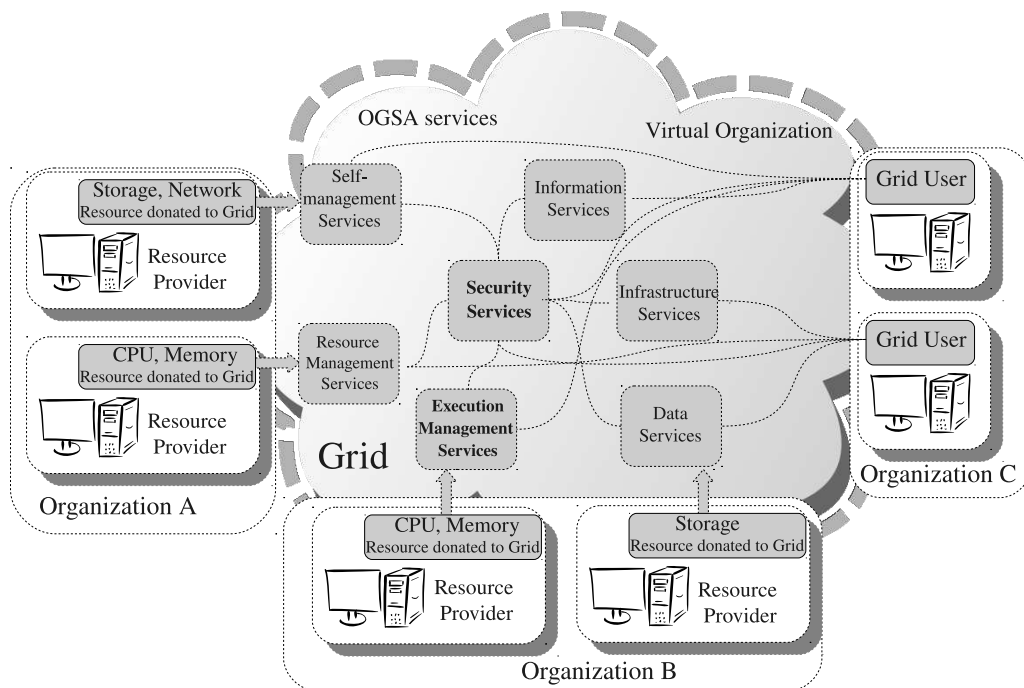 OGSA services
Virtual Organization
Storage, Network
Resource donated to Grid
Resource
Provider
CPU, Memory
Resource donated to Grid
Resource
Provider
Organization A
Self-
management
Services
Information
Services
Security
Services
Infrastructure
Services
Resource
Management
Services
Execution
Management
Services
Data
Services
Grid
Grid User
Grid User
Organization C
CPU, Memory
Resource donated to Grid
Resource
Provider
Storage
Resource donated to Grid
Resource
Provider
Organization B